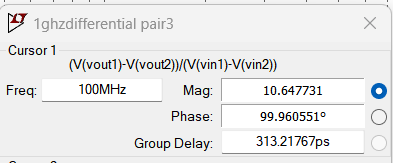 1ghzdifferential pair3
Cursor 1
(V(vout1)-V(vout2))/(V(vin1)-V(vin2))
Freq: 100MHz Mag: 10.647731
Phase: 99.960551º
Group Delay: 313.21767ps